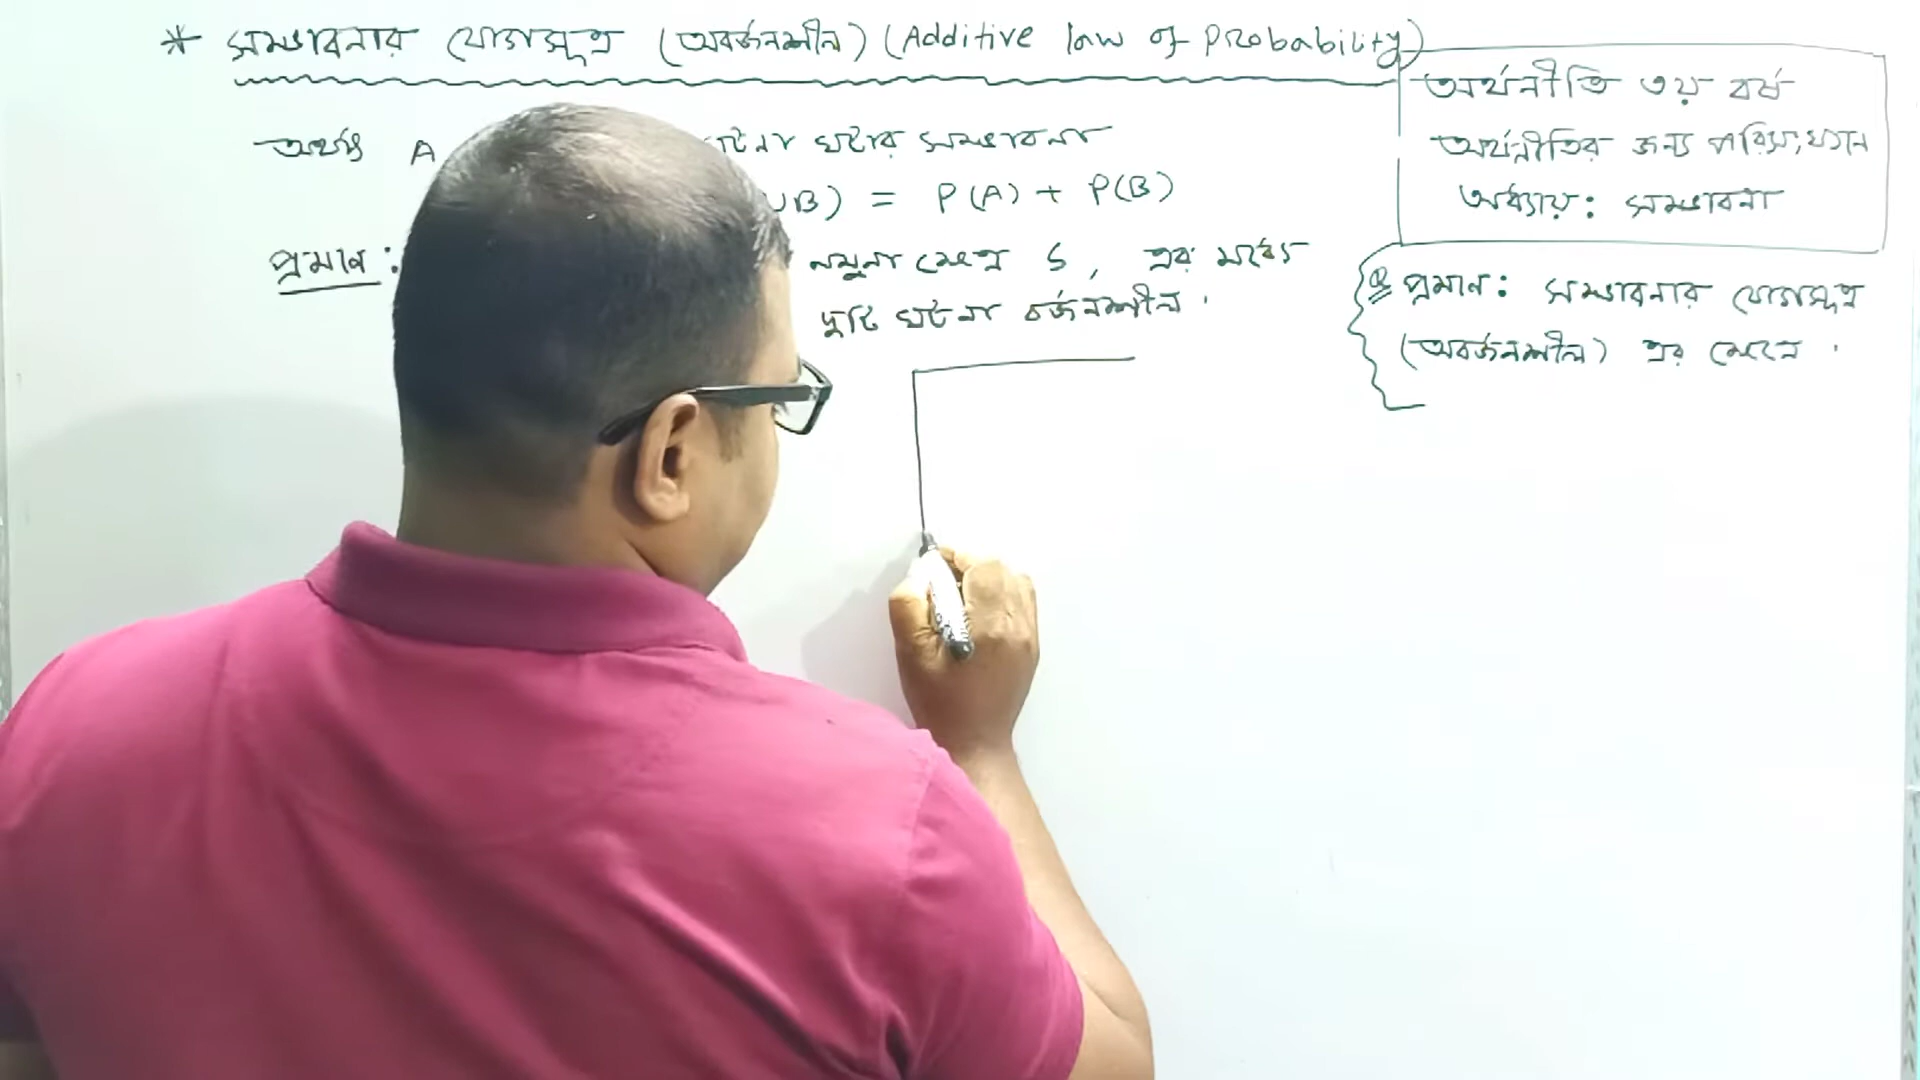 * সম্ভাবনার যোগসূত্র (অবর্জনশীল) (Additive law of Probability)
অর্থাৎ A ঘটনা ঘটার সম্ভাবনা
∪B) = P(A) + P(B)
প্রমাণ : নমুনা ক্ষেত্র S, এর মধ্যে
দুটি ঘটনা বর্জনশীল .
অর্থনীতি ৩য় বর্ষ
অর্থনীতির জন্য পরিসংখ্যান
অধ্যায় : সম্ভাবনা
প্রমাণ : সম্ভাবনার যোগসূত্র
(অবর্জনশীল) এর ক্ষেত্রে .